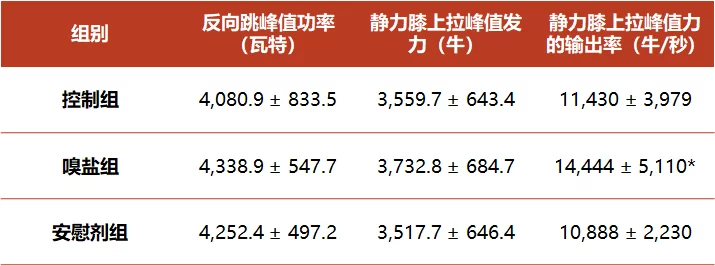 组别 反向跳峰值功率（瓦特） 静力膝上拉峰值发力（牛） 静力膝上拉峰值力的输出率（牛/秒）
控制组 4,080.9 ± 833.5 3,559.7 ± 643.4 11,430 ± 3,979
嗅盐组 4,338.9 ± 547.7 3,732.8 ± 684.7 14,444 ± 5,110*
安慰剂组 4,252.4 ± 497.2 3,517.7 ± 646.4 10,888 ± 2,230